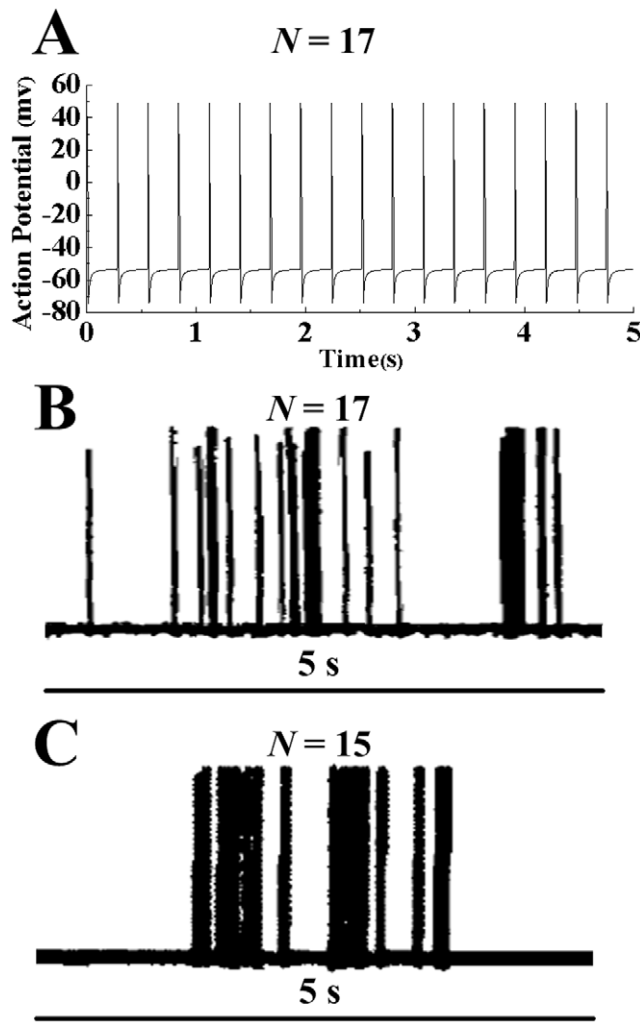 A
N = 17
Action Potential (mv)
60
40
20
0
-20
-40
-60
-80
0 1 2 3 4 5
Time(s)
B
N = 17
5 s
C
N = 15
5 s